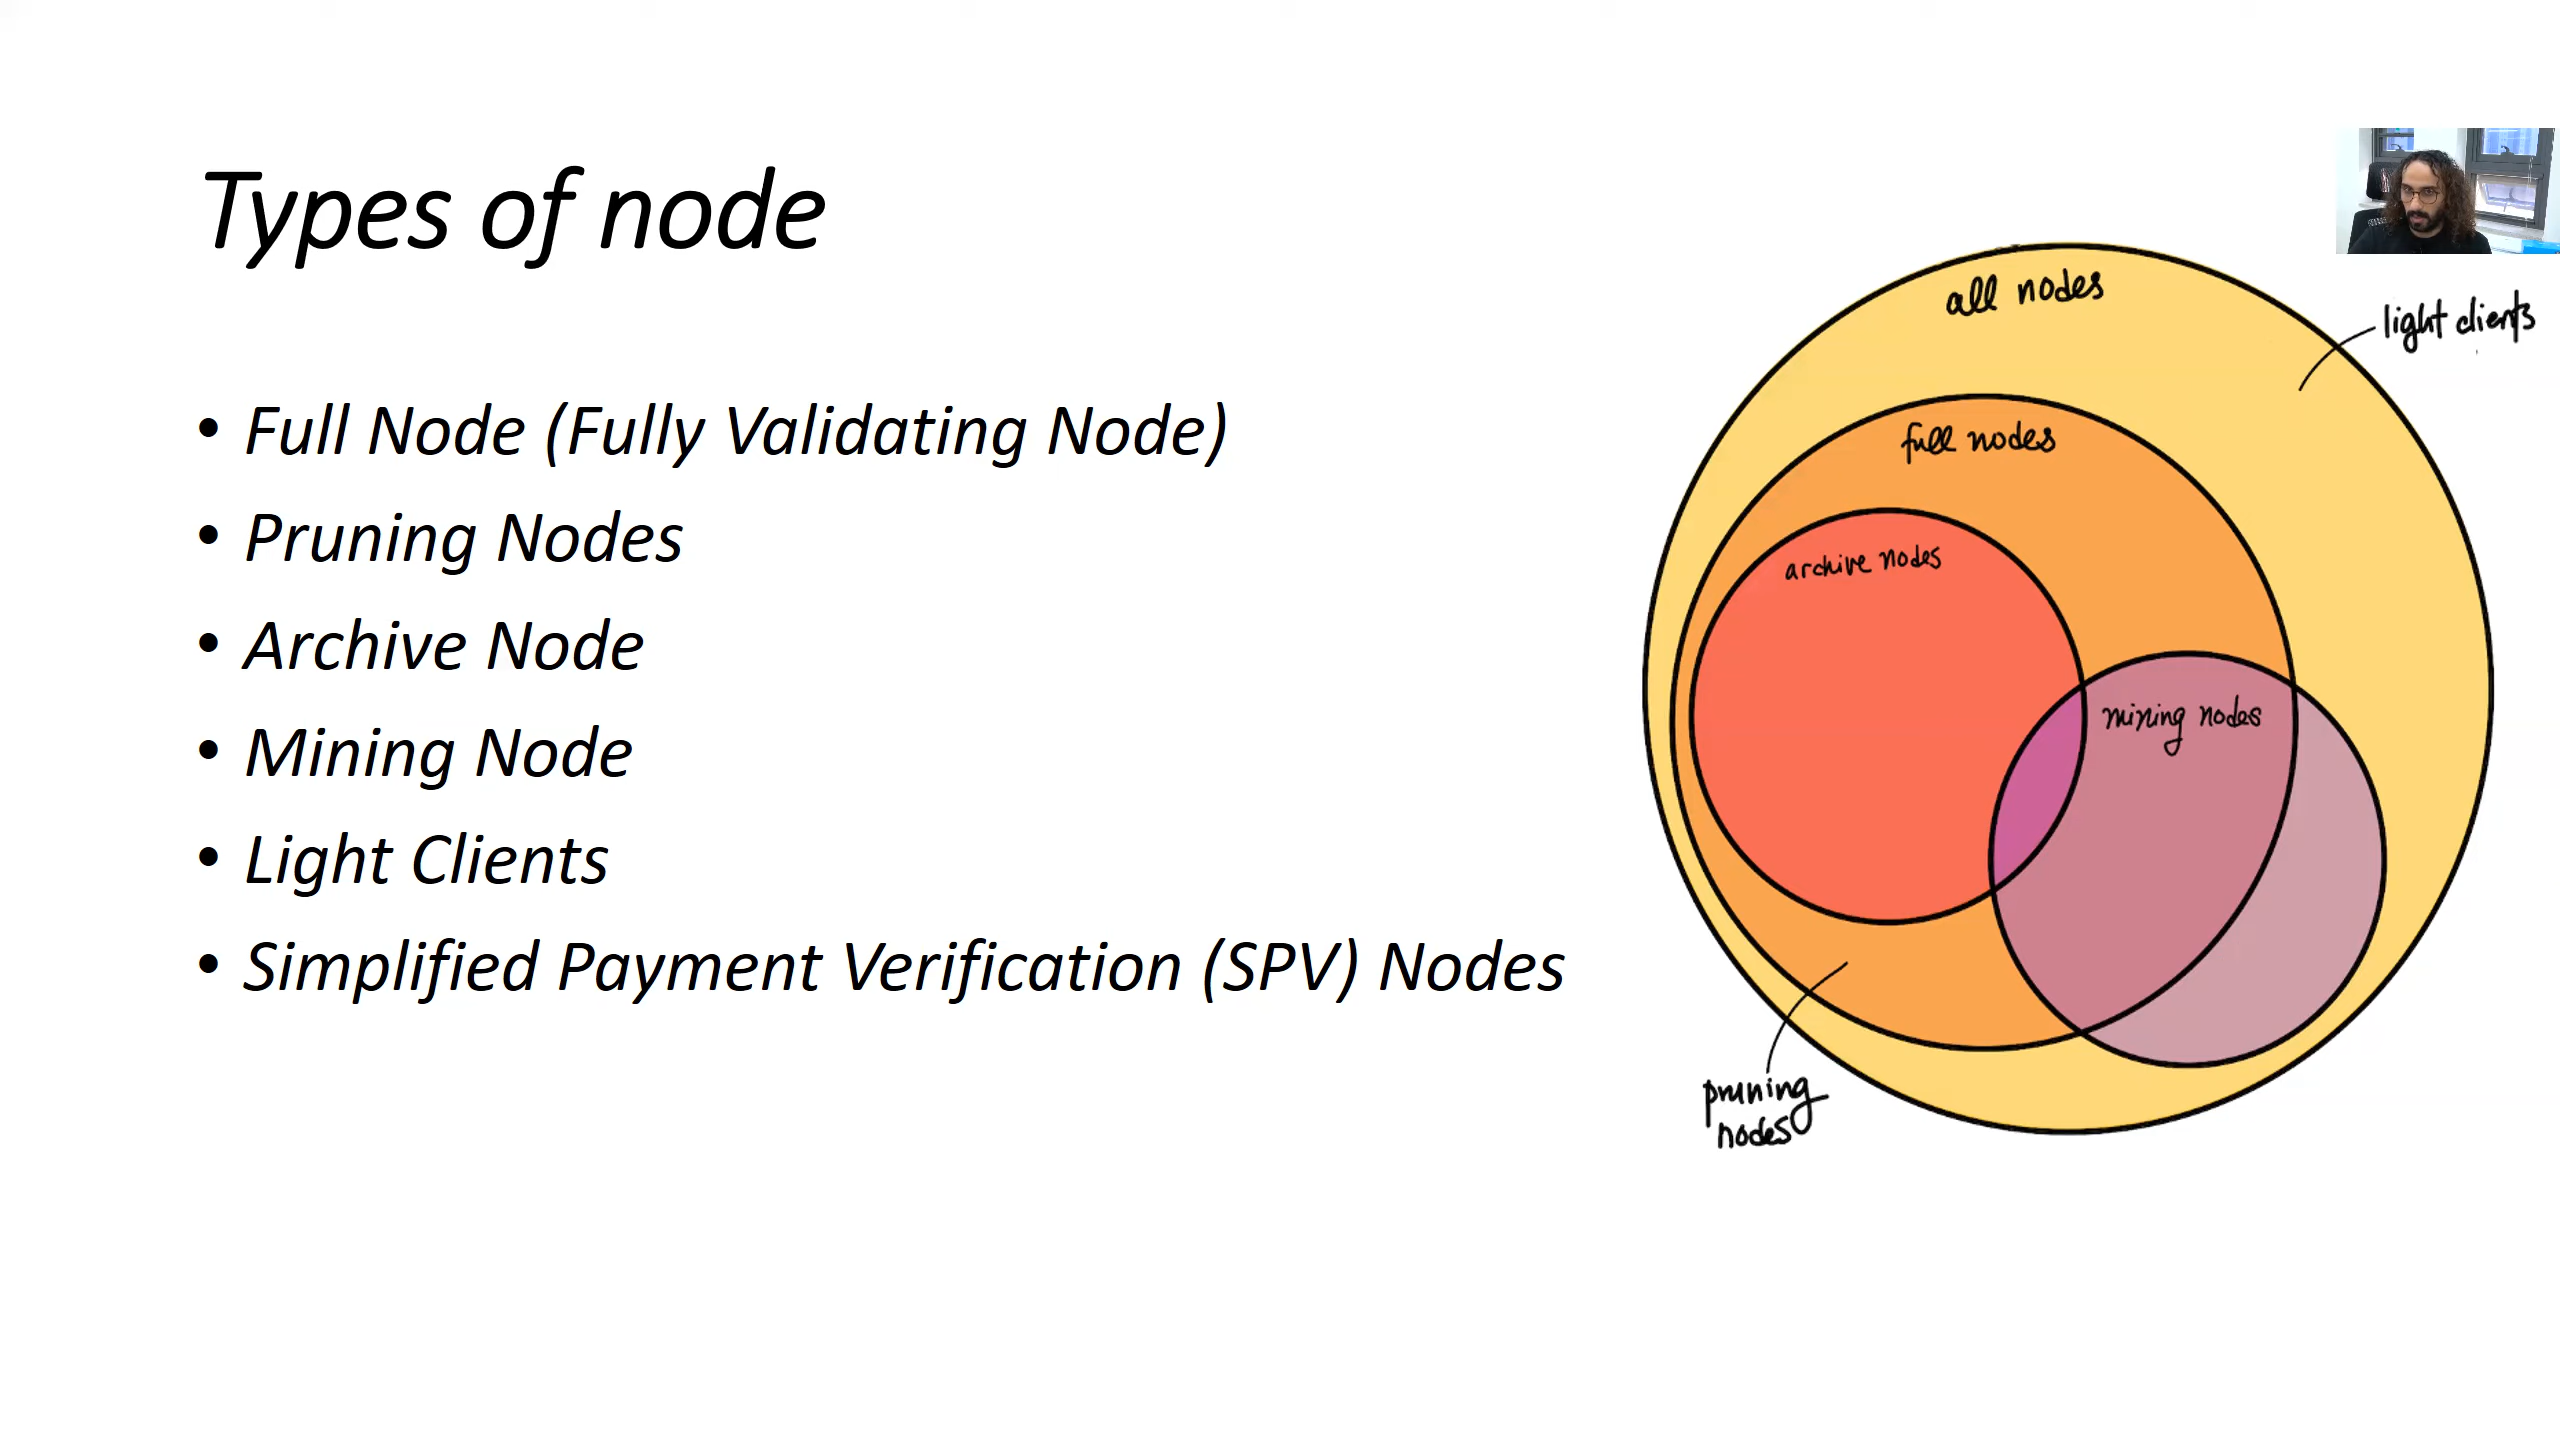 Types of node
• Full Node (Fully Validating Node)
• Pruning Nodes
• Archive Node
• Mining Node
• Light Clients
• Simplified Payment Verification (SPV) Nodes
all nodes
light clients
full nodes
archive nodes
mining nodes
pruning
nodes